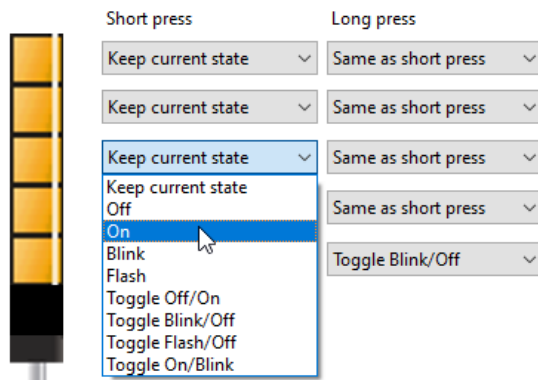 Short press Long press
Keep current state Same as short press
Keep current state Same as short press
Keep current state Same as short press
Keep current state
Off Same as short press
On
Blink Toggle Blink/Off
Flash
Toggle Off/On
Toggle Blink/Off
Toggle Flash/Off
Toggle On/Blink